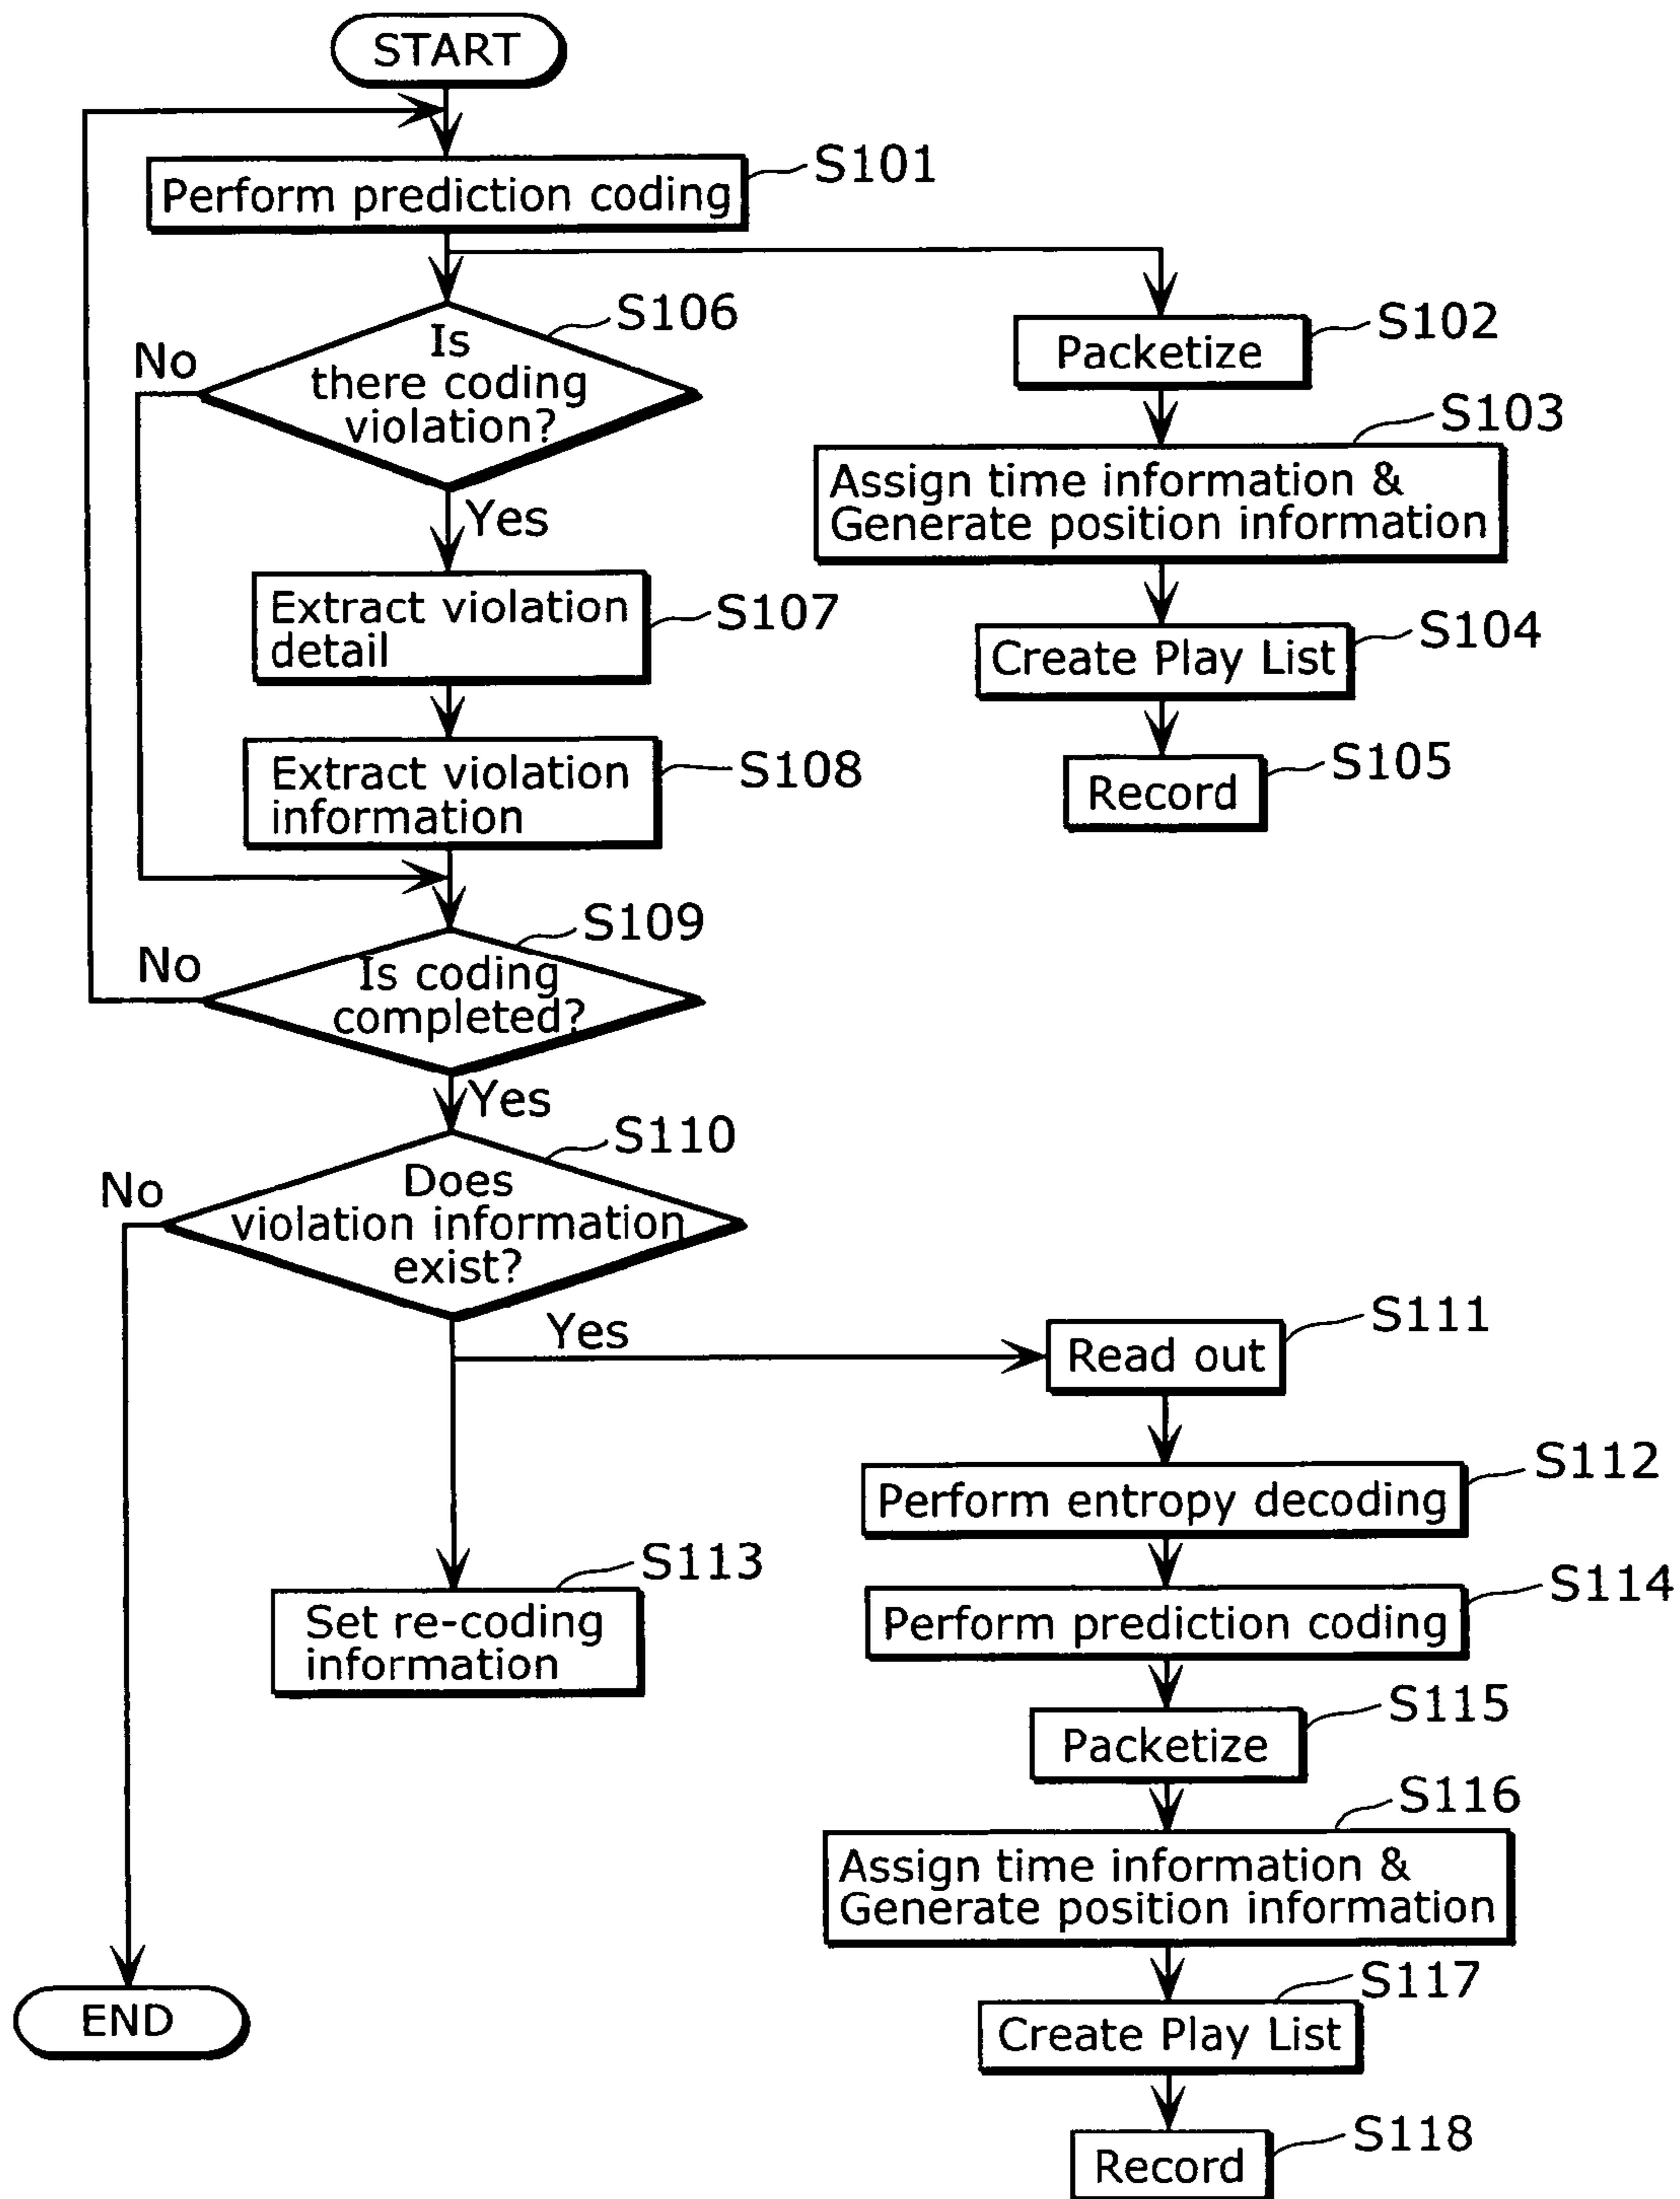 START
Perform prediction coding
S101
Is
there coding
violation?
S106
No
Yes
Packetize
S102
Assign time information &
Generate position information
S103
Extract violation
detail
S107
Create Play List
S104
Extract violation
information
S108
Record
S105
Is coding
completed?
S109
No
Yes
Does
violation information
exist?
S110
No
Yes
Read out
S111
Perform entropy decoding
S112
Set re-coding
information
S113
Perform prediction coding
S114
Packetize
S115
Assign time information &
Generate position information
S116
END
Create Play List
S117
Record
S118